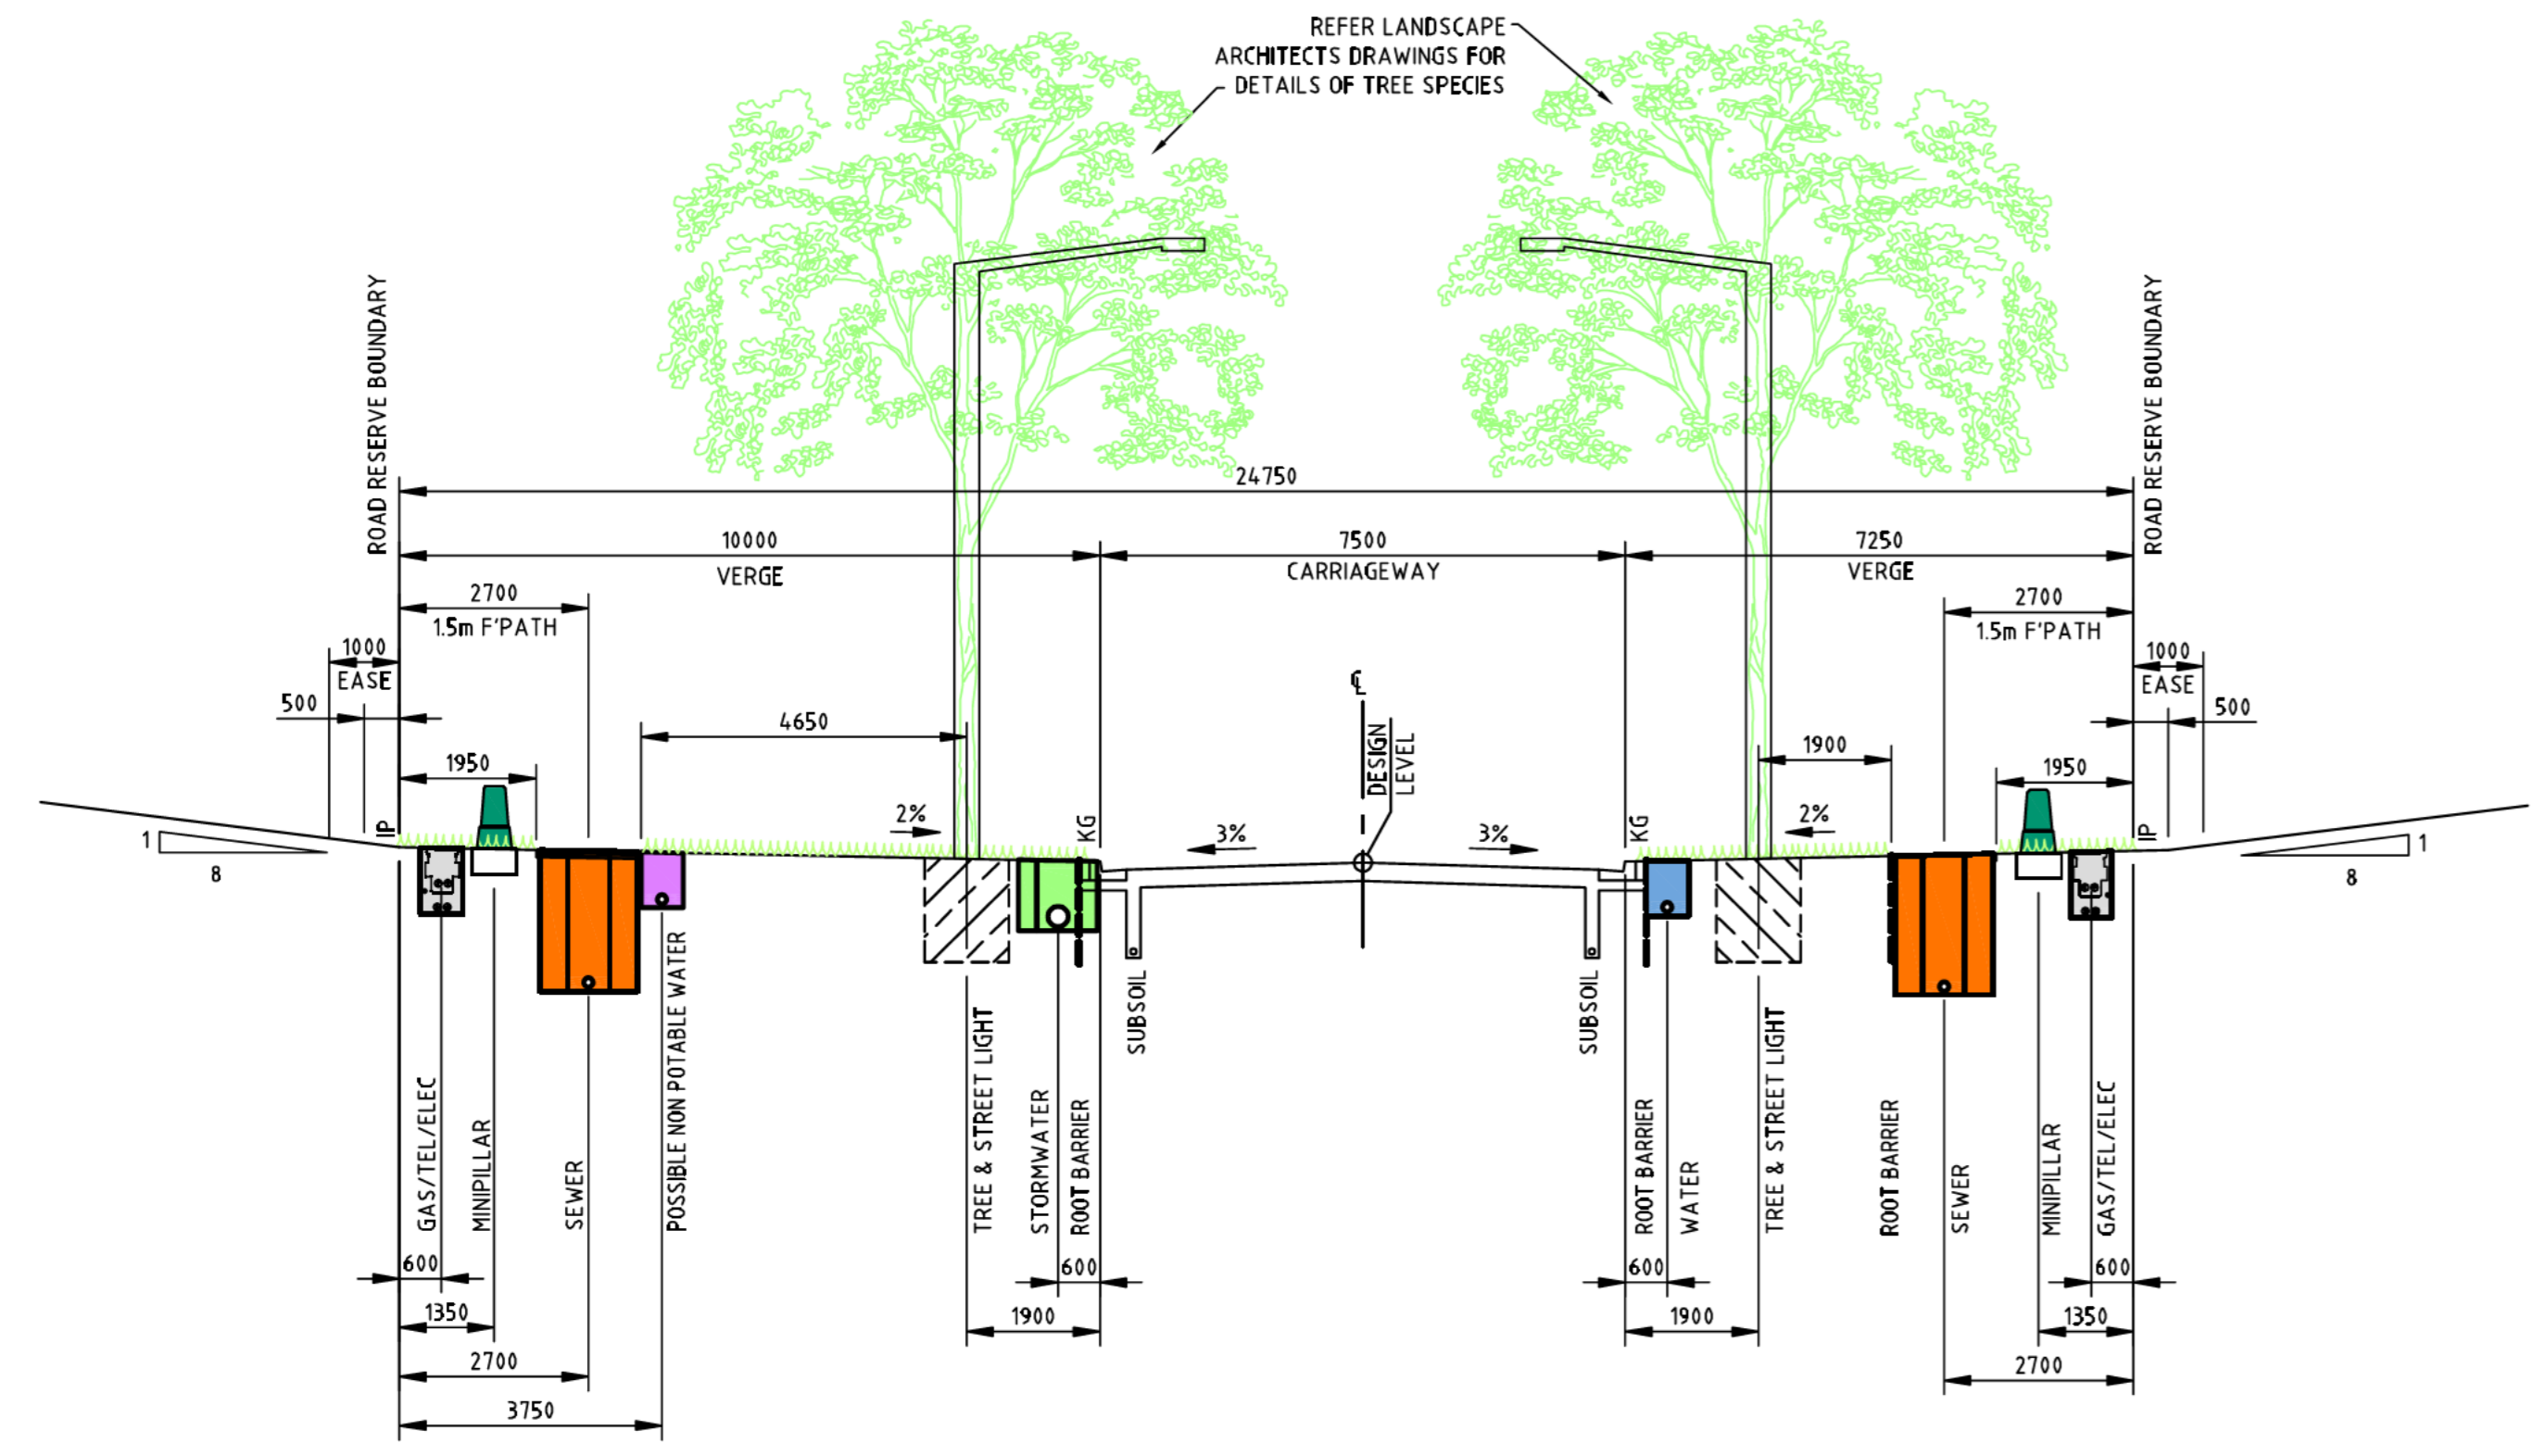 REFER LANDSCAPE
ARCHITECTS DRAWINGS FOR
DETAILS OF TREE SPECIES
ROAD RESERVE BOUNDARY
ROAD RESERVE BOUNDARY
24750
10000
7500
7250
VERGE
CARRIAGEWAY
VERGE
2700
2700
1.5m F'PATH
1.5m F'PATH
1000
1000
EASE
EASE
500
500
4650
1900
1950
1950
DESIGN
LEVEL
IP
2%
KG
3%
3%
KG
2%
IP
1
8
1
8
GAS/TEL/ELEC
MINIPILLAR
SEWER
POSSIBLE NON POTABLE WATER
TREE & STREET LIGHT
STORMWATER
ROOT BARRIER
SUBSOIL
SUBSOIL
ROOT BARRIER
WATER
TREE & STREET LIGHT
ROOT BARRIER
SEWER
MINIPILLAR
GAS/TEL/ELEC
600
600
600
600
1350
1900
1900
1350
2700
2700
3750